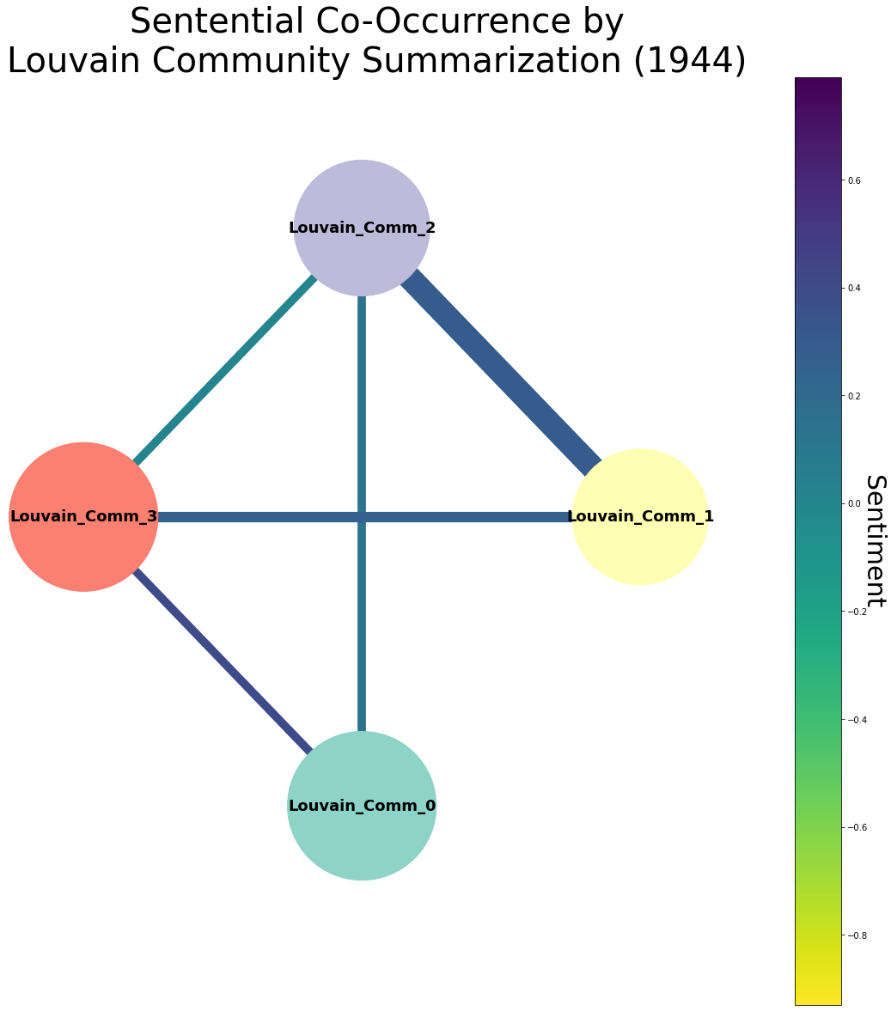 Sentential Co-Occurrence by
Louvain Community Summarization (1944)
Louvain_Comm_2
Louvain_Comm_3
Louvain_Comm_1
Louvain_Comm_0
0.6
0.4
0.2
0.0
−0.2
−0.4
−0.6
−0.8
Sentiment